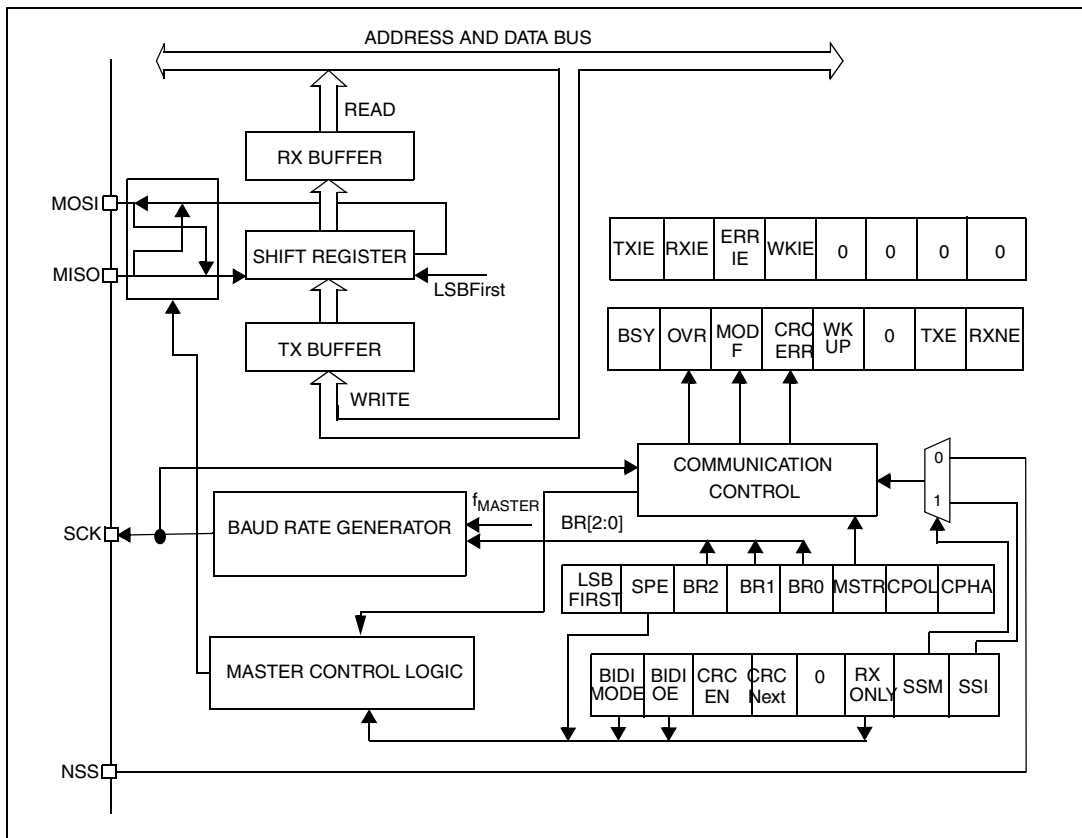 ADDRESS AND DATA BUS
READ
RX BUFFER
MOSI
SHIFT REGISTER
MISO
LSBFirst
TX BUFFER
WRITE
TXIE RXIE ERR IE WKIE 0 0 0 0
BSY OVR MOD F CRC ERR WK UP 0 TXE RXNE
COMMUNICATION
CONTROL
0
1
fMASTER
BAUD RATE GENERATOR
SCK
BR[2:0]
LSB FIRST SPE BR2 BR1 BR0 MSTR CPOL CPHA
MASTER CONTROL LOGIC
BIDI MODE BIDI OE CRC EN CRC Next 0 RX ONLY SSM SSI
NSS